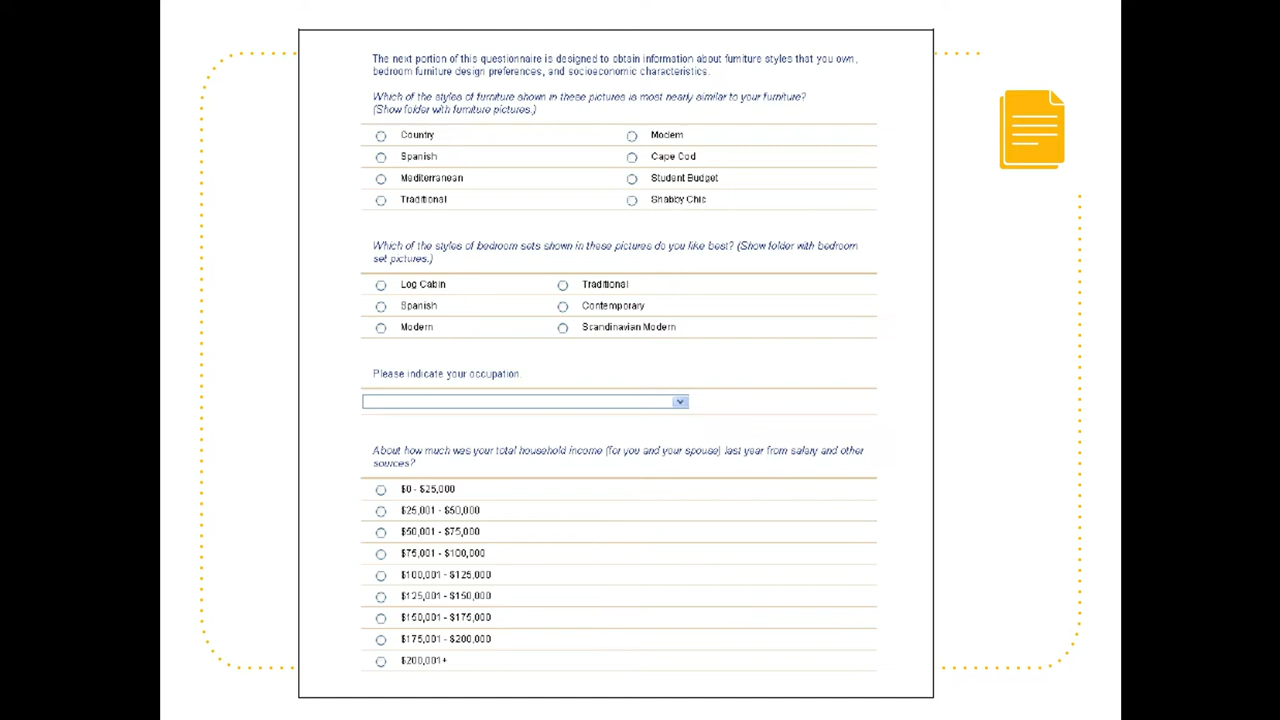 The next portion of this questionnaire is designed to obtain information about furniture styles that you own,
bedroom furniture design preferences, and socioeconomic characteristics.
Which of the styles of furniture shown in these pictures is most nearly similar to your furniture?
(Show folder with furniture pictures.)
Country Modern
Spanish Cape Cod
Mediterranean Student Budget
Traditional Shabby Chic
Which of the styles of bedroom sets shown in these pictures do you like best? (Show folder with bedroom
set pictures.)
Log Cabin Traditional
Spanish Contemporary
Modern Scandinavian Modern
Please indicate your occupation.
About how much was your total household income (for you and your spouse) last year from salary and other
sources?
$0 - $25,000
$25,001 - $50,000
$50,001 - $75,000
$75,001 - $100,000
$100,001 - $125,000
$125,001 - $150,000
$150,001 - $175,000
$175,001 - $200,000
$200,001+